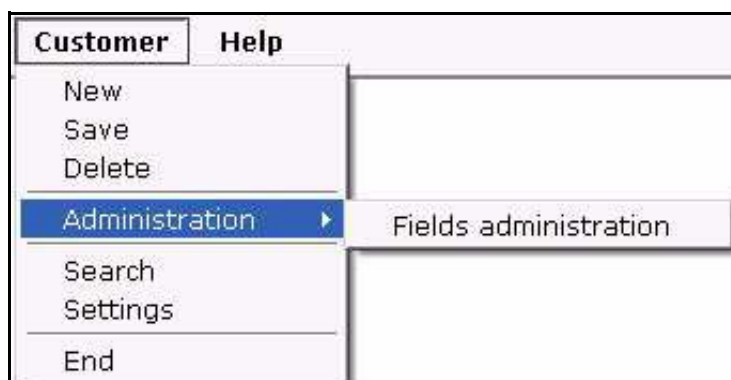 Customer Help
New
Save
Delete
Administration Fields administration
Search
Settings
End